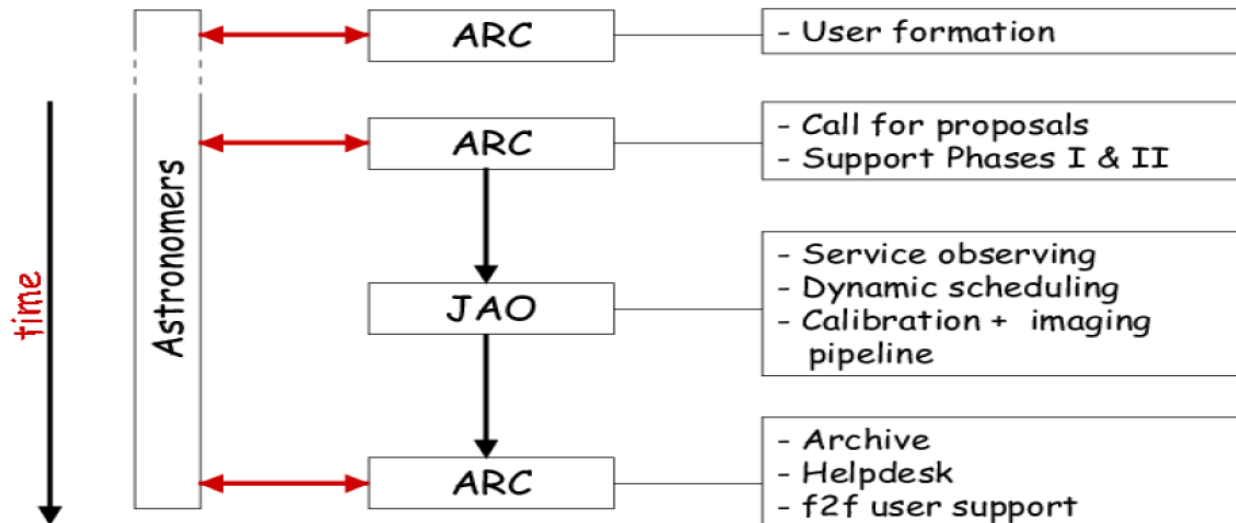 ARC
- User formation
ARC
- Call for proposals
- Support Phases I & II
Astronomers
time
JAO
- Service observing
- Dynamic scheduling
- Calibration + imaging
pipeline
ARC
- Archive
- Helpdesk
- f2f user support